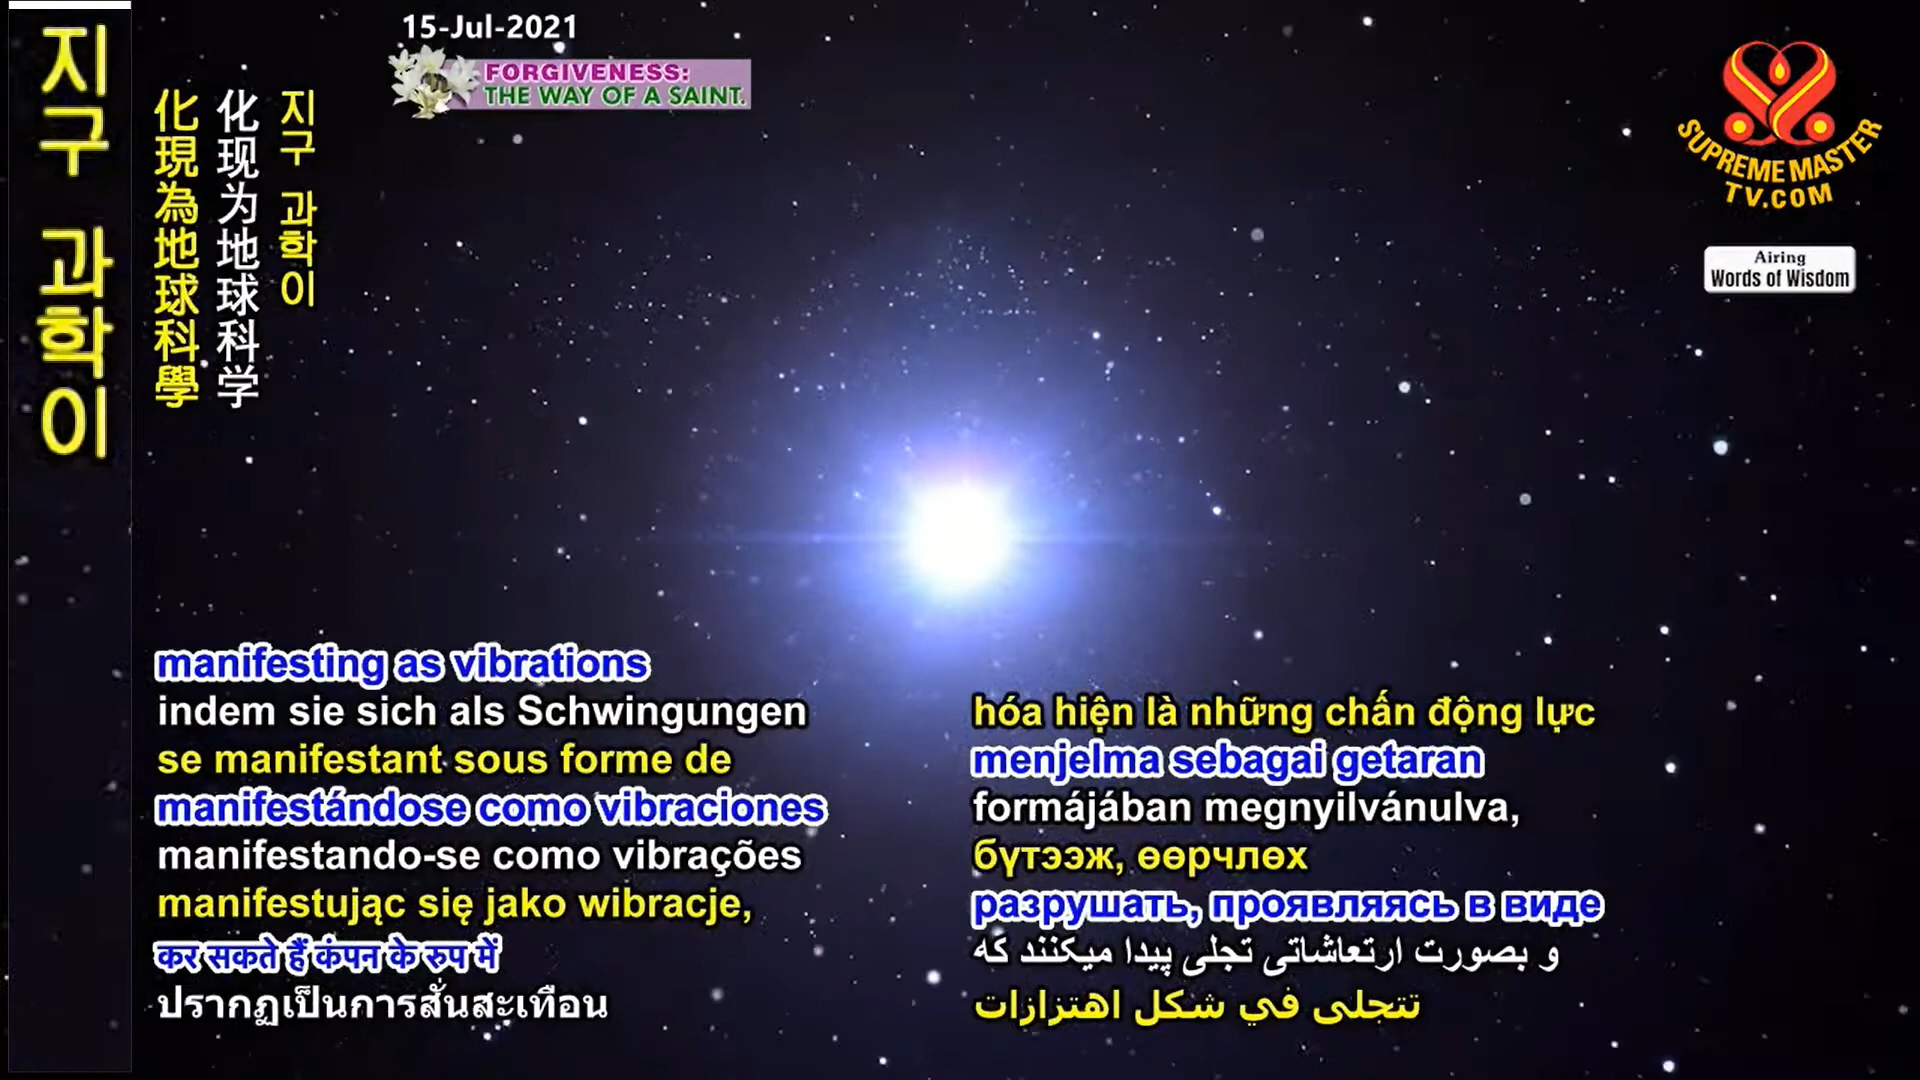 지구 과학이
化現為地球科學
化现为地球科学
지구 과학이
15-Jul-2021
FORGIVENESS:
THE WAY OF A SAINT.
SUPREME MASTER
TV.COM
Airing
Words of Wisdom
manifesting as vibrations
indem sie sich als Schwingungen
se manifestant sous forme de
manifestándose como vibraciones
manifestando-se como vibrações
manifestując się jako wibracje,
कर सकते हैं कंपन के रुप में
ปรากฏเป็นการสั่นสะเทือน
hóa hiện là những chấn động lực
menjelma sebagai getaran
formájában megnyilvánulva,
бүтээж, өөрчлөх
разрушать, проявляясь в виде
و بصورت ارتعاشاتی تجلی پیدا میکنند که
تتجلى في شكل اهتزازات